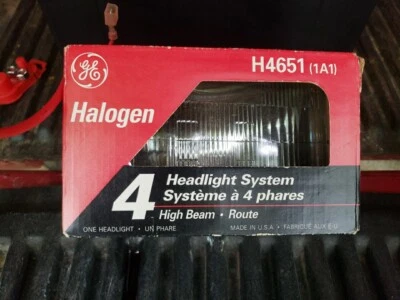 GE
H4651 (1A1)
Halogen
4
Headlight System
Système à 4 phares
High Beam • Route
ONE HEADLIGHT • UN PHARE
MADE IN U.S.A. • FABRIQUÉ AUX É-U